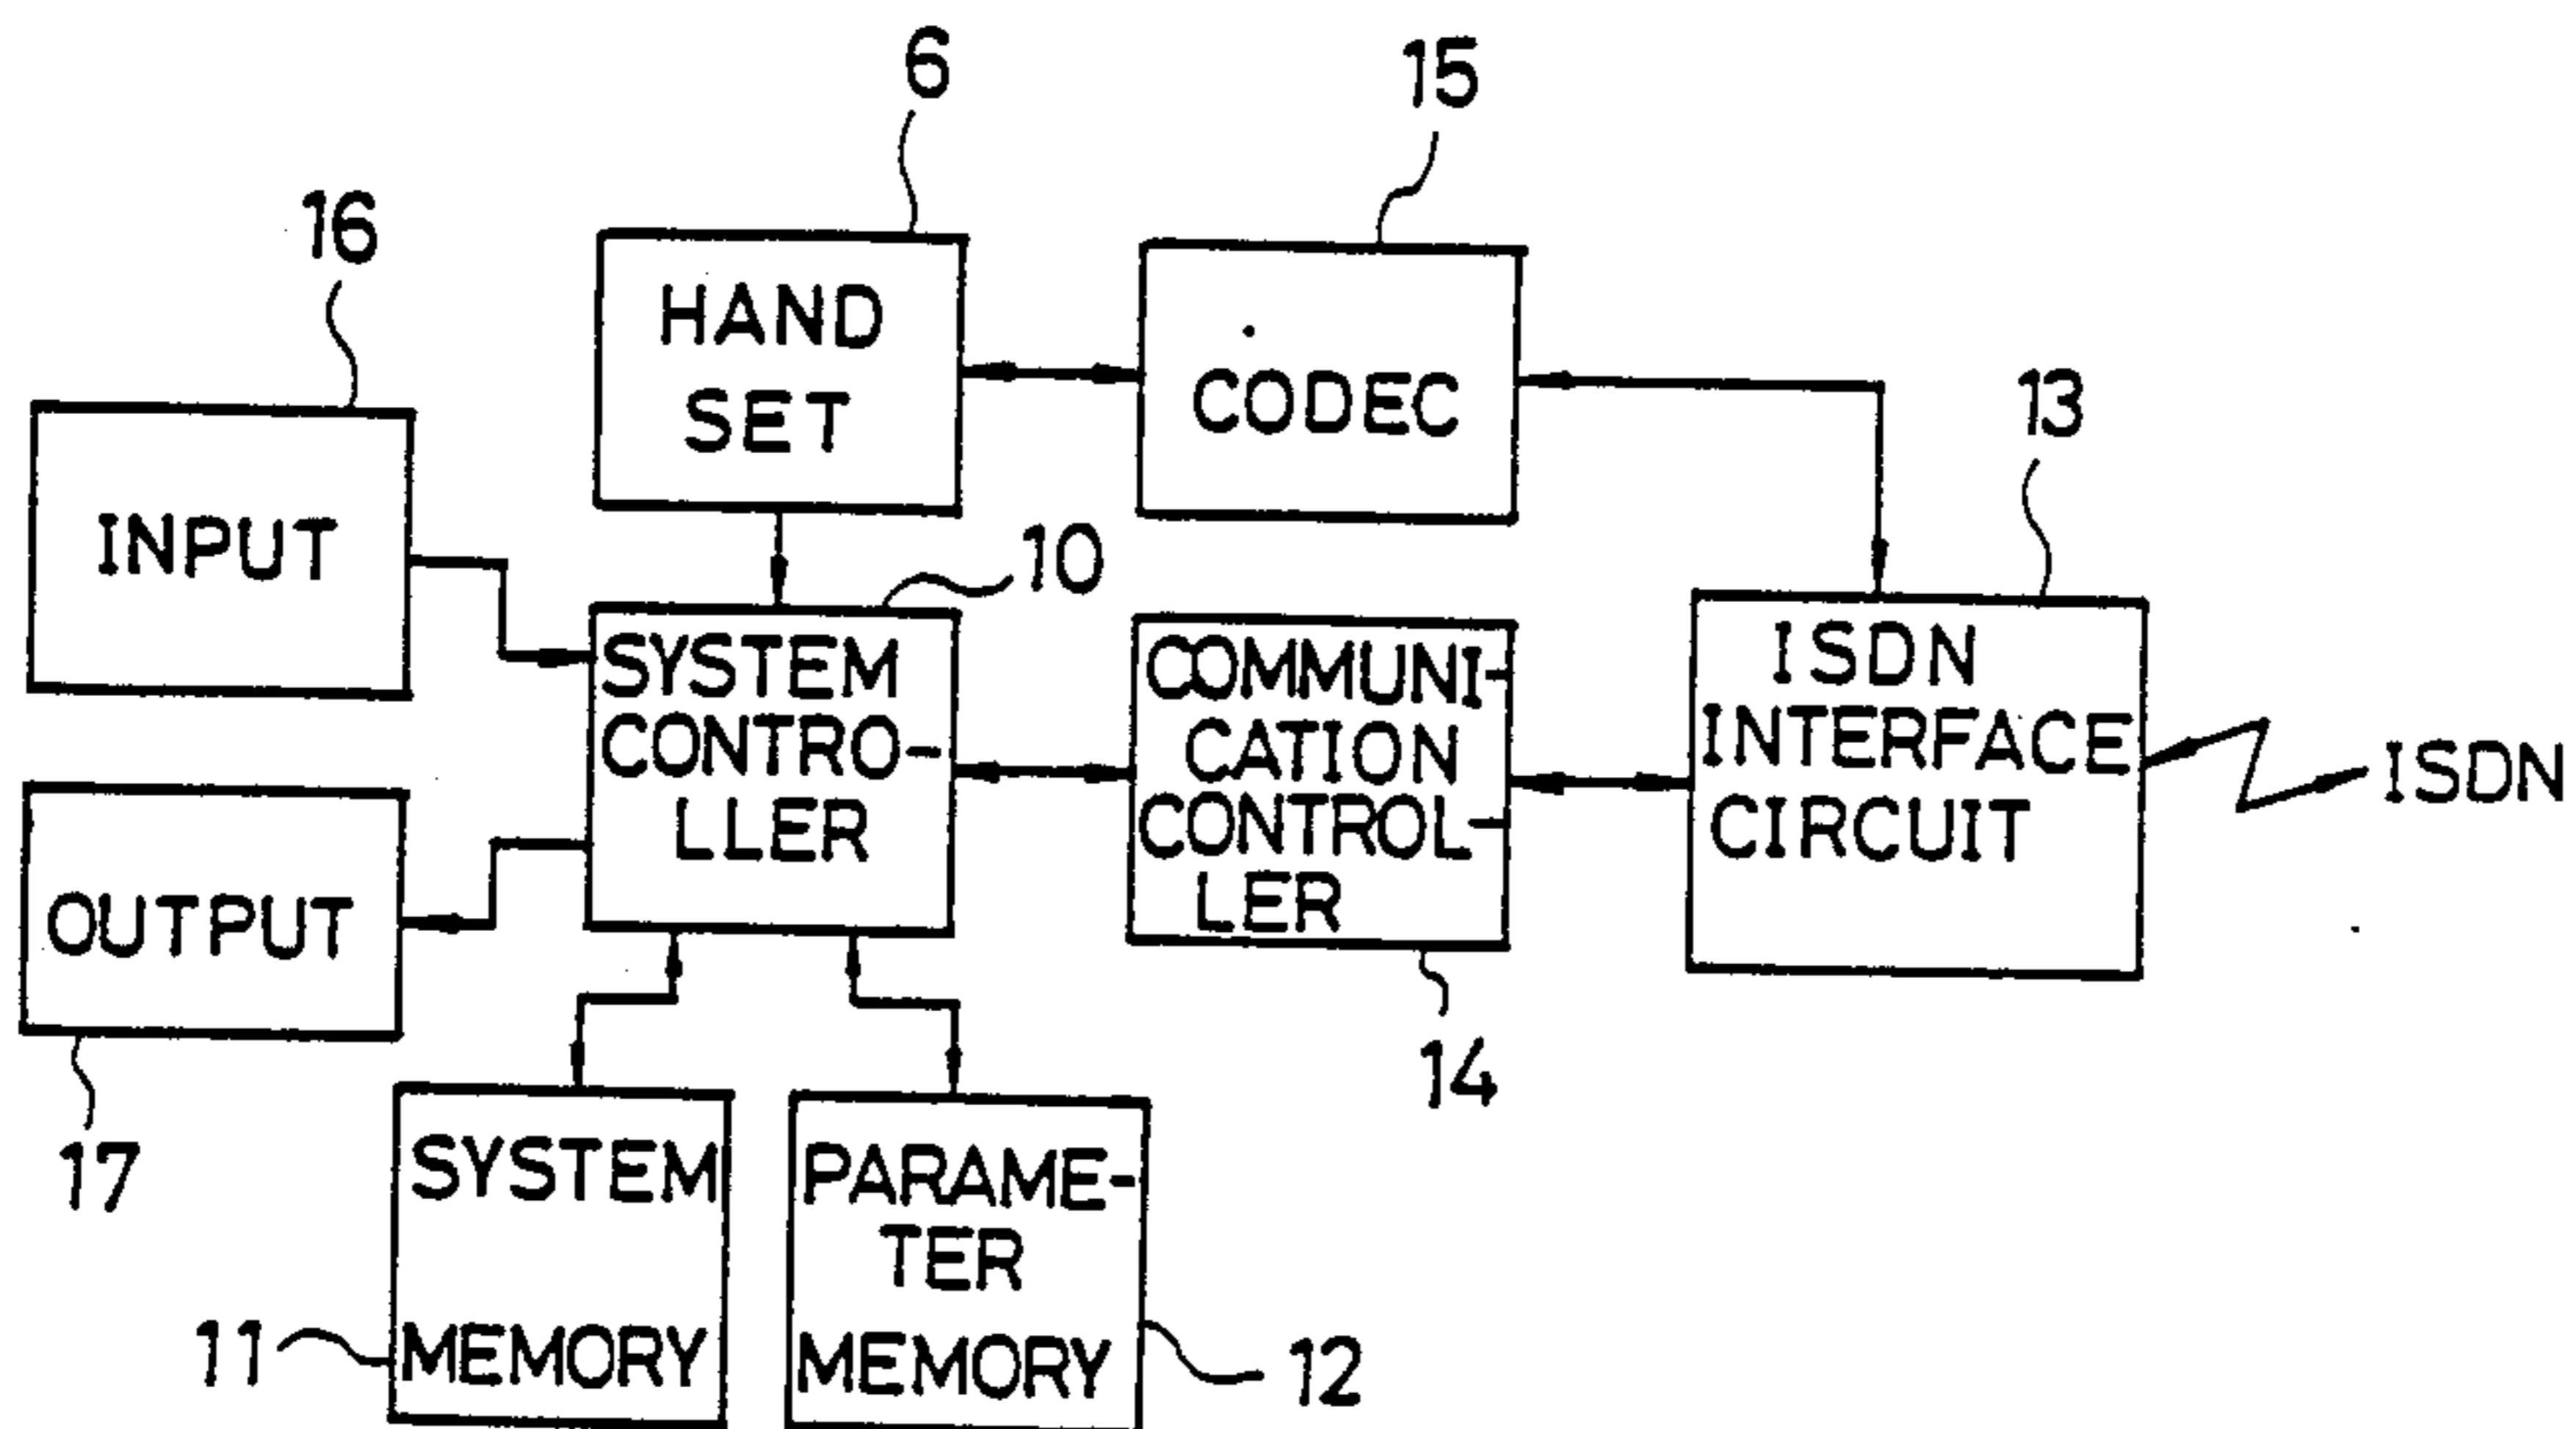 6
15
16
HAND
SET
CODEC
13
INPUT
10
SYSTEM
CONTRO-
LLER
COMMUNI-
CATION
CONTROL-
LER
ISDN
INTERFACE
CIRCUIT
ISDN
OUTPUT
14
17
SYSTEM
MEMORY
PARAME-
TER
MEMORY
11
12